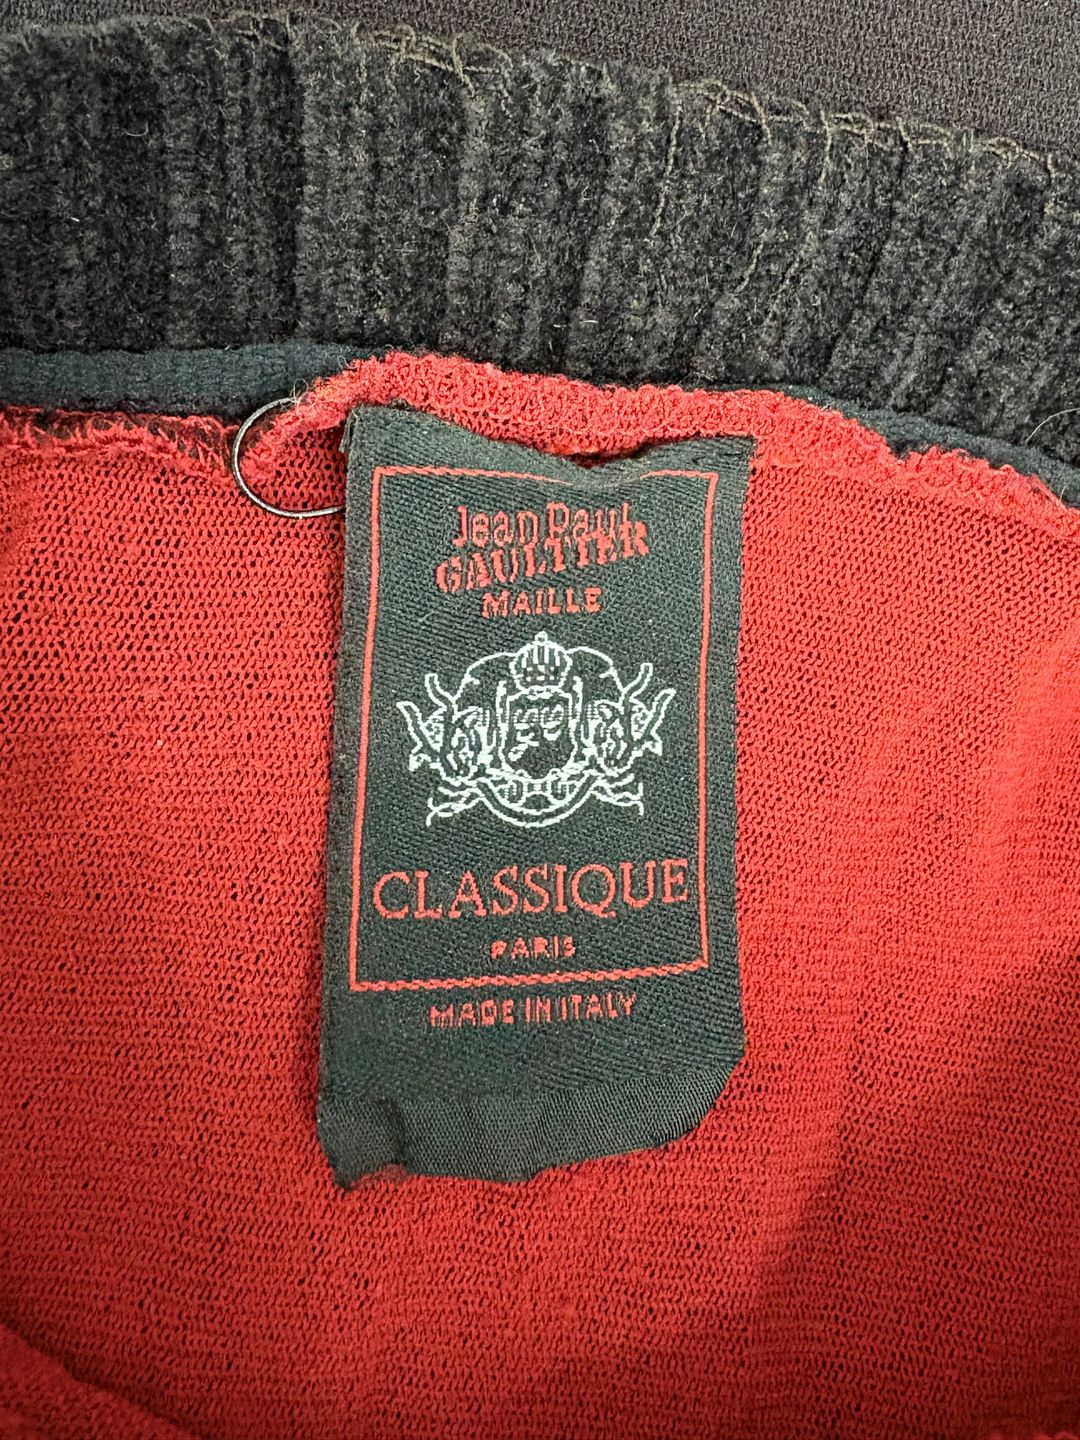 Jean Paul
GAULTIER
MAILLE
CLASSIQUE
PARIS
MADE IN ITALY